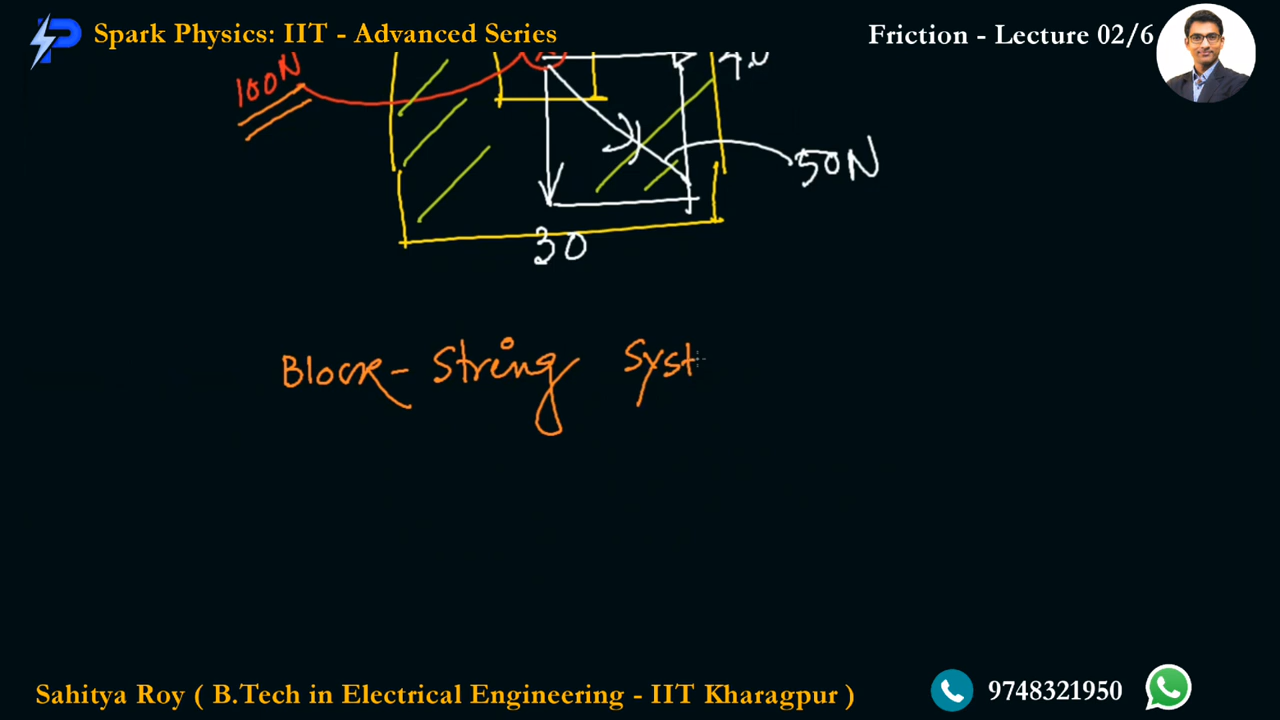 Spark Physics: IIT - Advanced Series
Friction - Lecture 02/6
100N
40
50N
30
Block - String Syst
Sahitya Roy ( B.Tech in Electrical Engineering - IIT Kharagpur )
9748321950